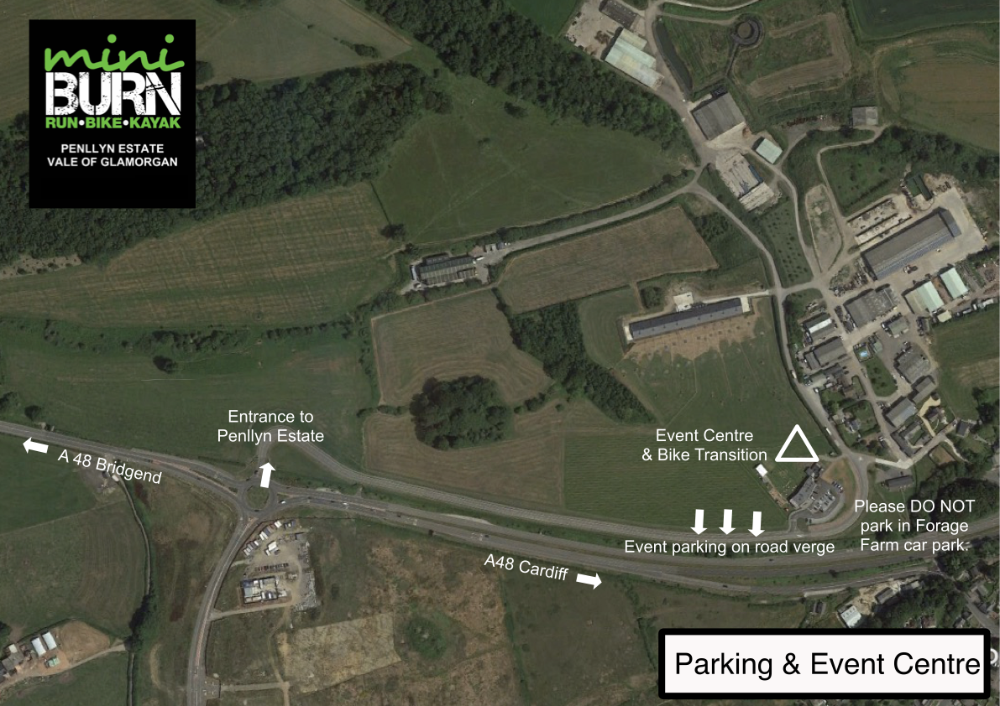 mini
BURN
RUN•BIKE•KAYAK
PENLLYN ESTATE
VALE OF GLAMORGAN
Entrance to
Penllyn Estate
A 48 Bridgend
Event Centre
& Bike Transition
Please DO NOT
park in Forage
Farm car park.
Event parking on road verge
A48 Cardiff
Parking & Event Centre